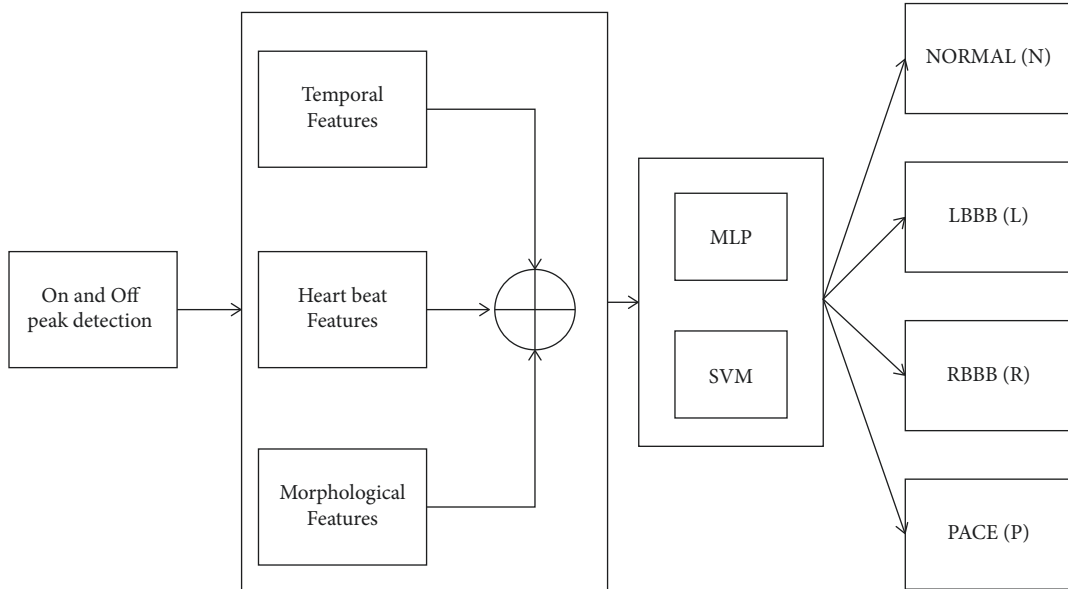 On and Off
peak detection
Temporal
Features
Heart beat
Features
Morphological
Features
MLP
SVM
NORMAL (N)
LBBB (L)
RBBB (R)
PACE (P)